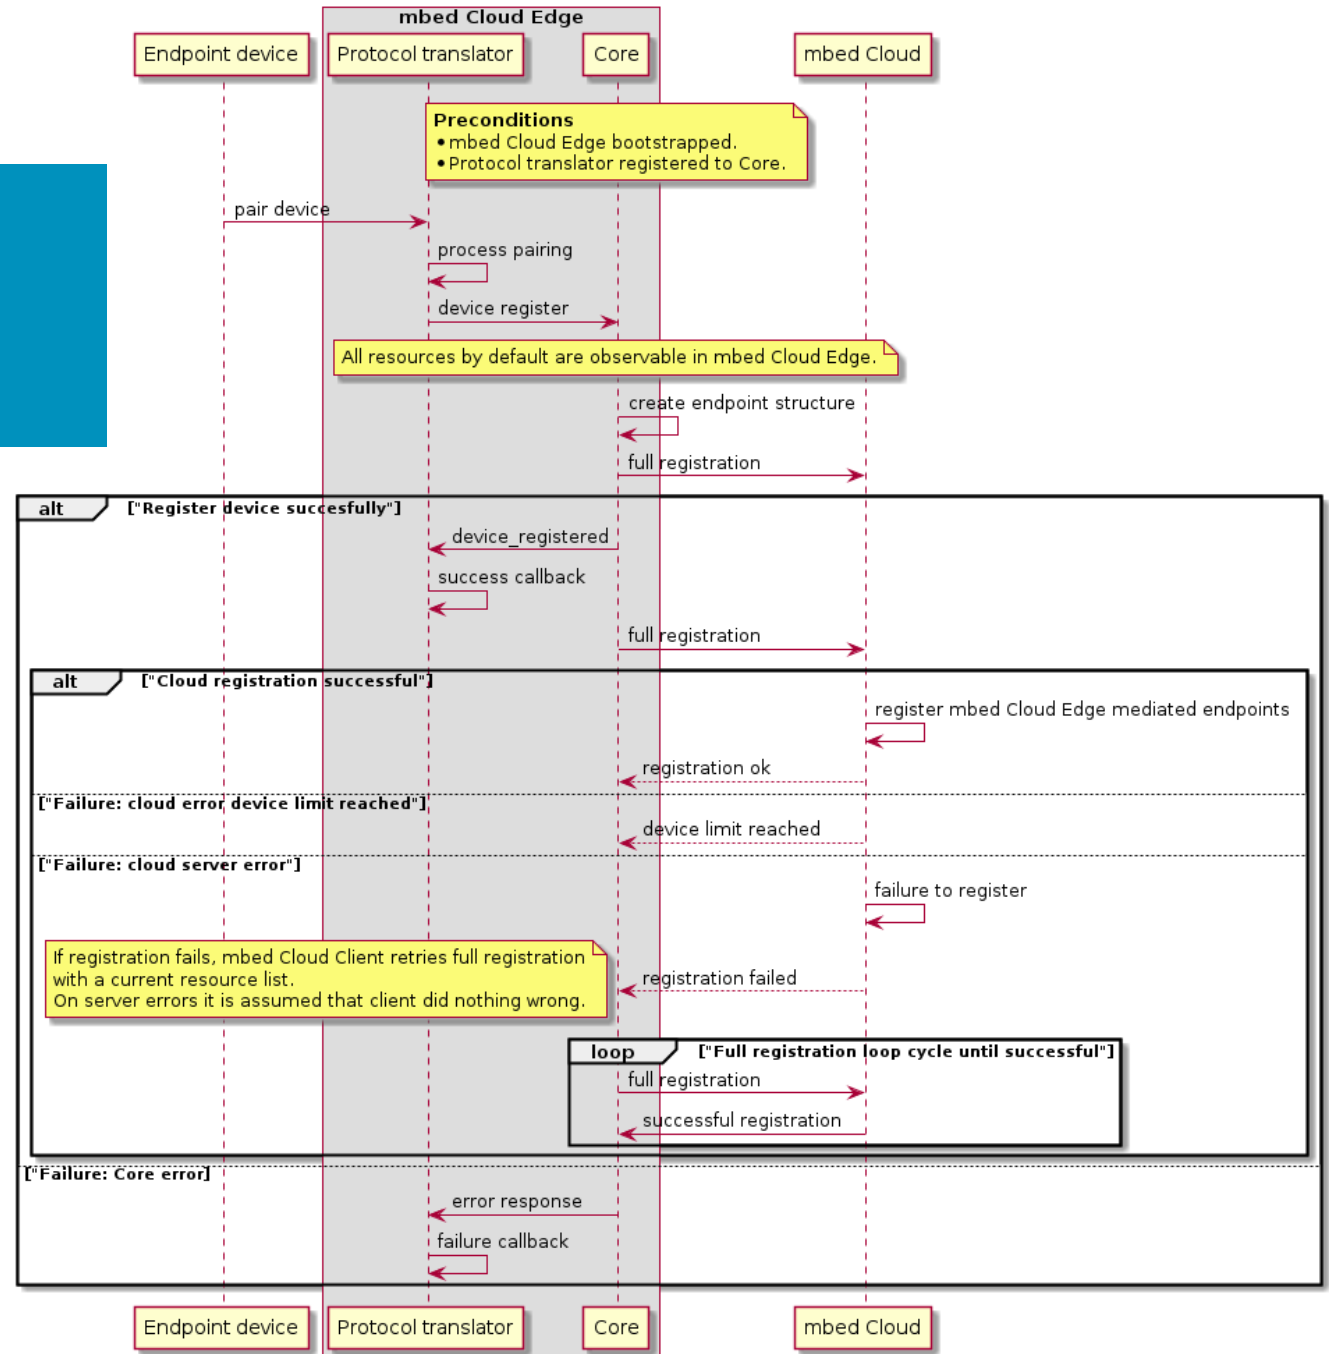 mbed Cloud Edge
Endpoint device
Protocol translator
Core
mbed Cloud
Preconditions
• mbed Cloud Edge bootstrapped.
• Protocol translator registered to Core.
pair device
process pairing
device register
All resources by default are observable in mbed Cloud Edge.
create endpoint structure
full registration
alt ["Register device succesfully"]
device_registered
success callback
full registration
alt ["Cloud registration successful"]
register mbed Cloud Edge mediated endpoints
registration ok
["Failure: cloud error device limit reached"]
device limit reached
["Failure: cloud server error"]
failure to register
If registration fails, mbed Cloud Client retries full registration
with a current resource list.
On server errors it is assumed that client did nothing wrong.
registration failed
loop ["Full registration loop cycle until successful"]
full registration
successful registration
["Failure: Core error]
error response
failure callback
Endpoint device
Protocol translator
Core
mbed Cloud